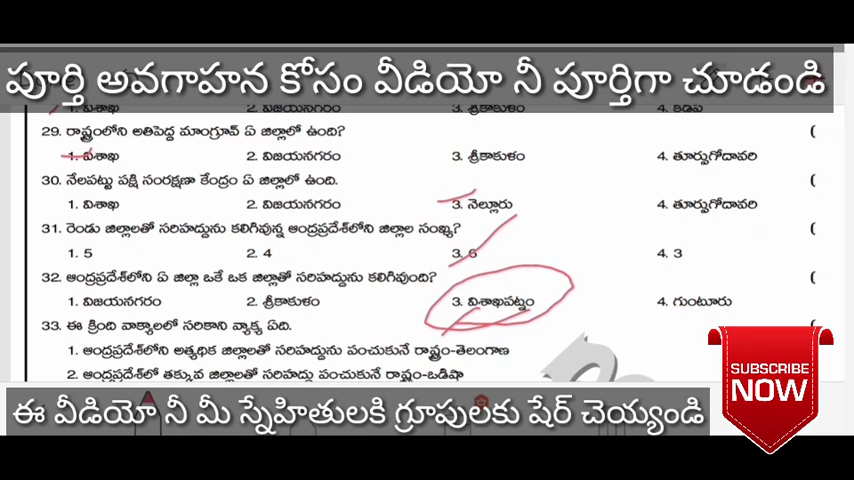 పూర్తి అవగాహన కోసం వీడియో నీ పూర్తిగా చూడండి
1. విశాఖ 2. విజయనగరం 3. శ్రీకాకుళం 4. కడప
29. రాష్ట్రంలోని అతిపెద్ద మాంగ్రూవ్ ఏ జిల్లాలో ఉంది? (
1. విశాఖ 2. విజయనగరం 3. శ్రీకాకుళం 4. తూర్పుగోదావరి
30. నేలపట్టు పక్షి సంరక్షణా కేంద్రం ఏ జిల్లాలో ఉంది. (
1. విశాఖ 2. విజయనగరం 3. నెల్లూరు 4. తూర్పుగోదావరి
31. రెండు జిల్లాలతో సరిహద్దును కలిగివున్న ఆంధ్రప్రదేశ్‌లోని జిల్లాల సంఖ్య? (
1. 5 2. 4 3. 6 4. 3
32. ఆంధ్రప్రదేశ్‌లోని ఏ జిల్లా ఒకే ఒక జిల్లాతో సరిహద్దును కలిగివుంది? (
1. విజయనగరం 2. శ్రీకాకుళం 3. విశాఖపట్నం 4. గుంటూరు
33. ఈ క్రింది వాక్యాలలో సరికాని వ్యాక్య ఏది. (
1. ఆంధ్రప్రదేశ్‌లోని అత్యధిక జిల్లాలతో సరిహద్దును పంచుకునే రాష్ట్రం-తెలంగాణ
2. ఆంధ్రప్రదేశ్‌లో తక్కువ జిల్లాలతో సరిహద్దు పంచుకునే రాష్ట్రం-ఒడిషా
SUBSCRIBE
NOW
ఈ వీడియో నీ మీ స్నేహితులకి గ్రూపులకు షేర్ చెయ్యండి